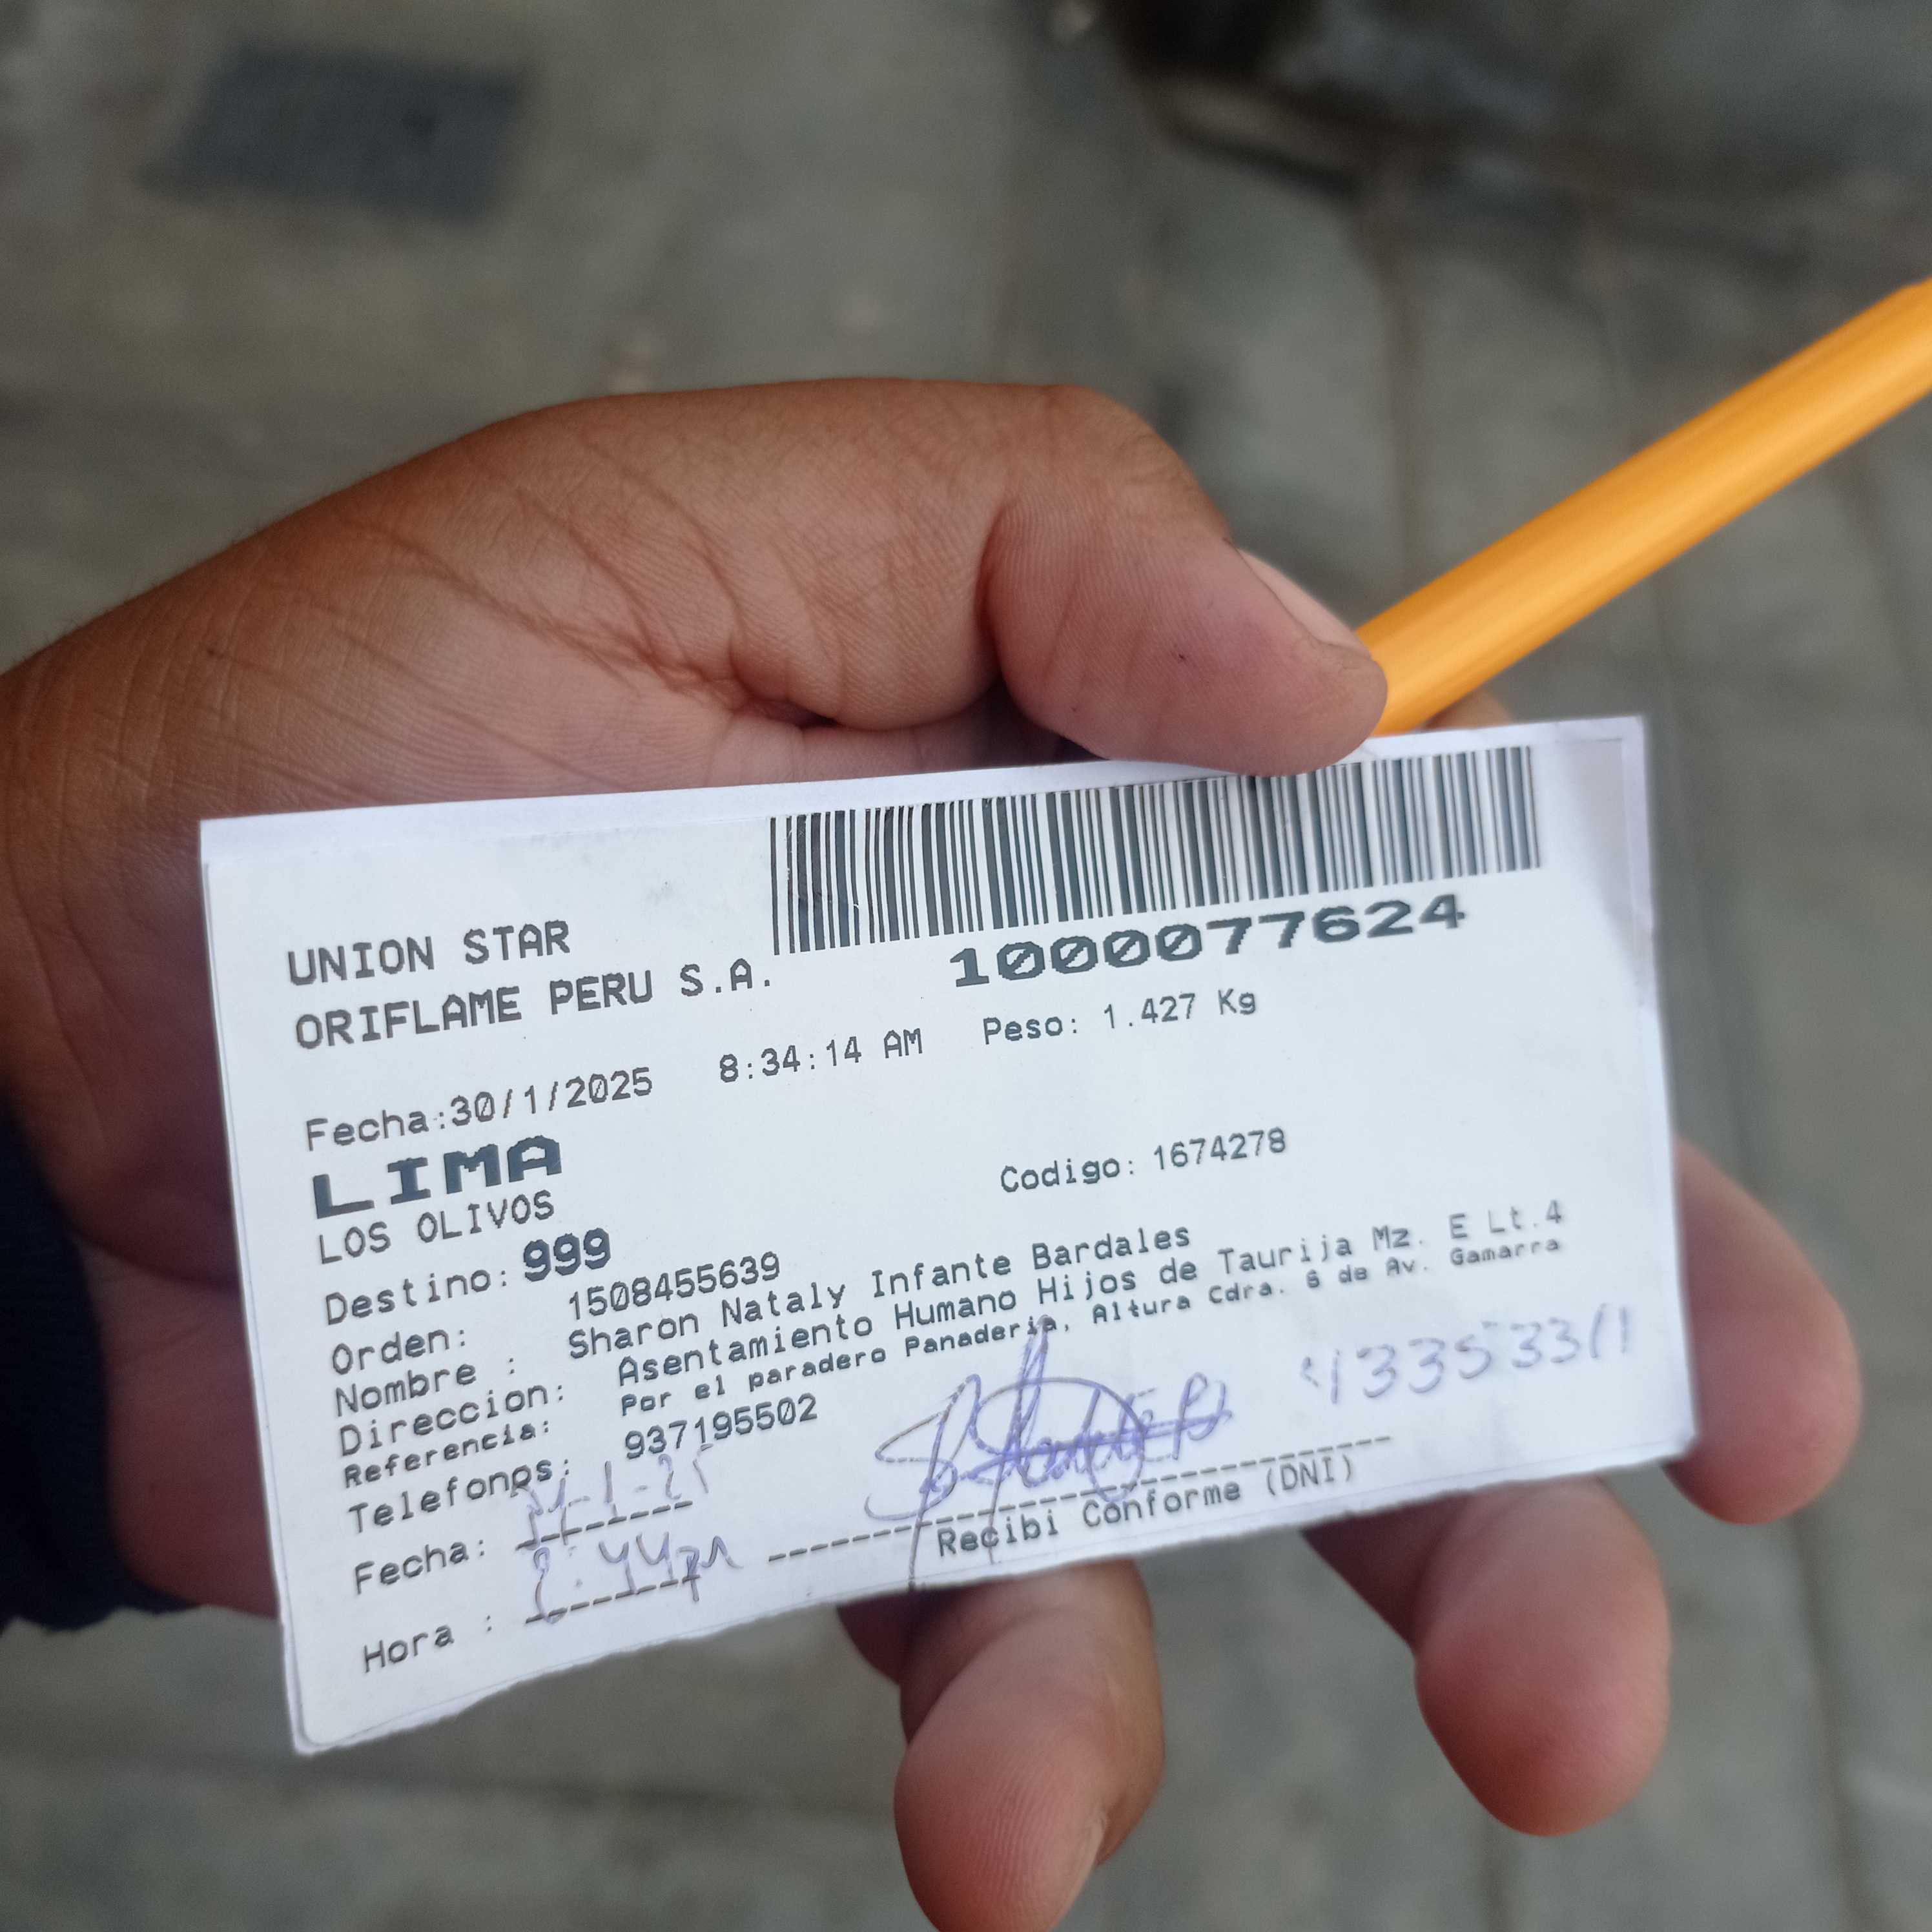 UNION STAR
ORIFLAME PERU S.A.
1000077624
Fecha:30/1/2025 8:34:14 AM Peso: 1.427 Kg
LIMA
LOS OLIVOS Codigo: 1674278
Destino: 999
Orden: 1508455639
Nombre : Sharon Nataly Infante Bardales
Direccion: Asentamiento Humano Hijos de Taurija Mz. E Lt.4
Referencia: Por el paradero Panaderia, Altura Cdra. 6 de Av. Gamarra
Telefonos: 937195502
Fecha:
Hora : 2:44pm
Recibi Conforme (DNI)